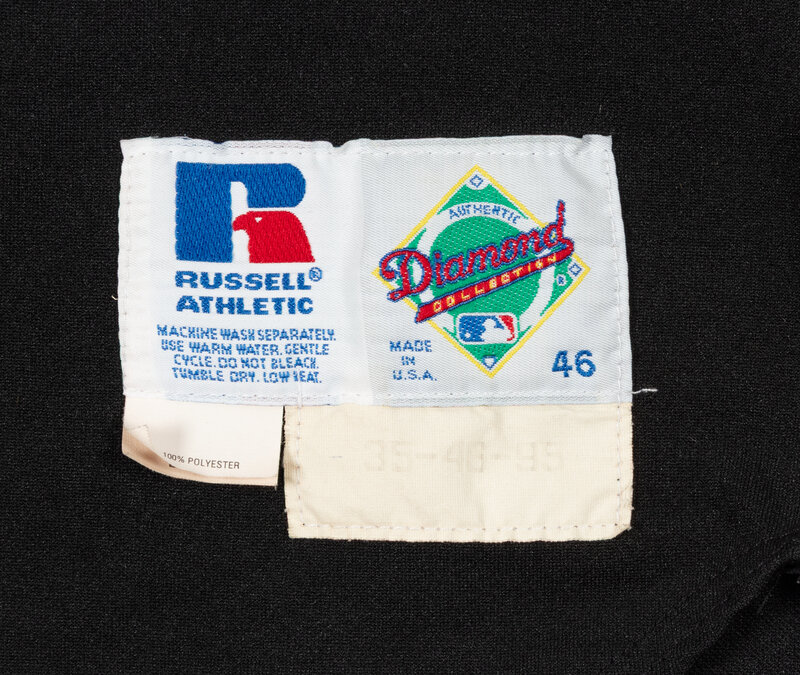 RUSSELL®
ATHLETIC
MACHINE WASH SEPARATELY.
USE WARM WATER. GENTLE
CYCLE. DO NOT BLEACH.
TUMBLE DRY. LOW HEAT.
AUTHENTIC
Diamond
COLLECTION
®
MADE
IN
U.S.A.
46
100% POLYESTER